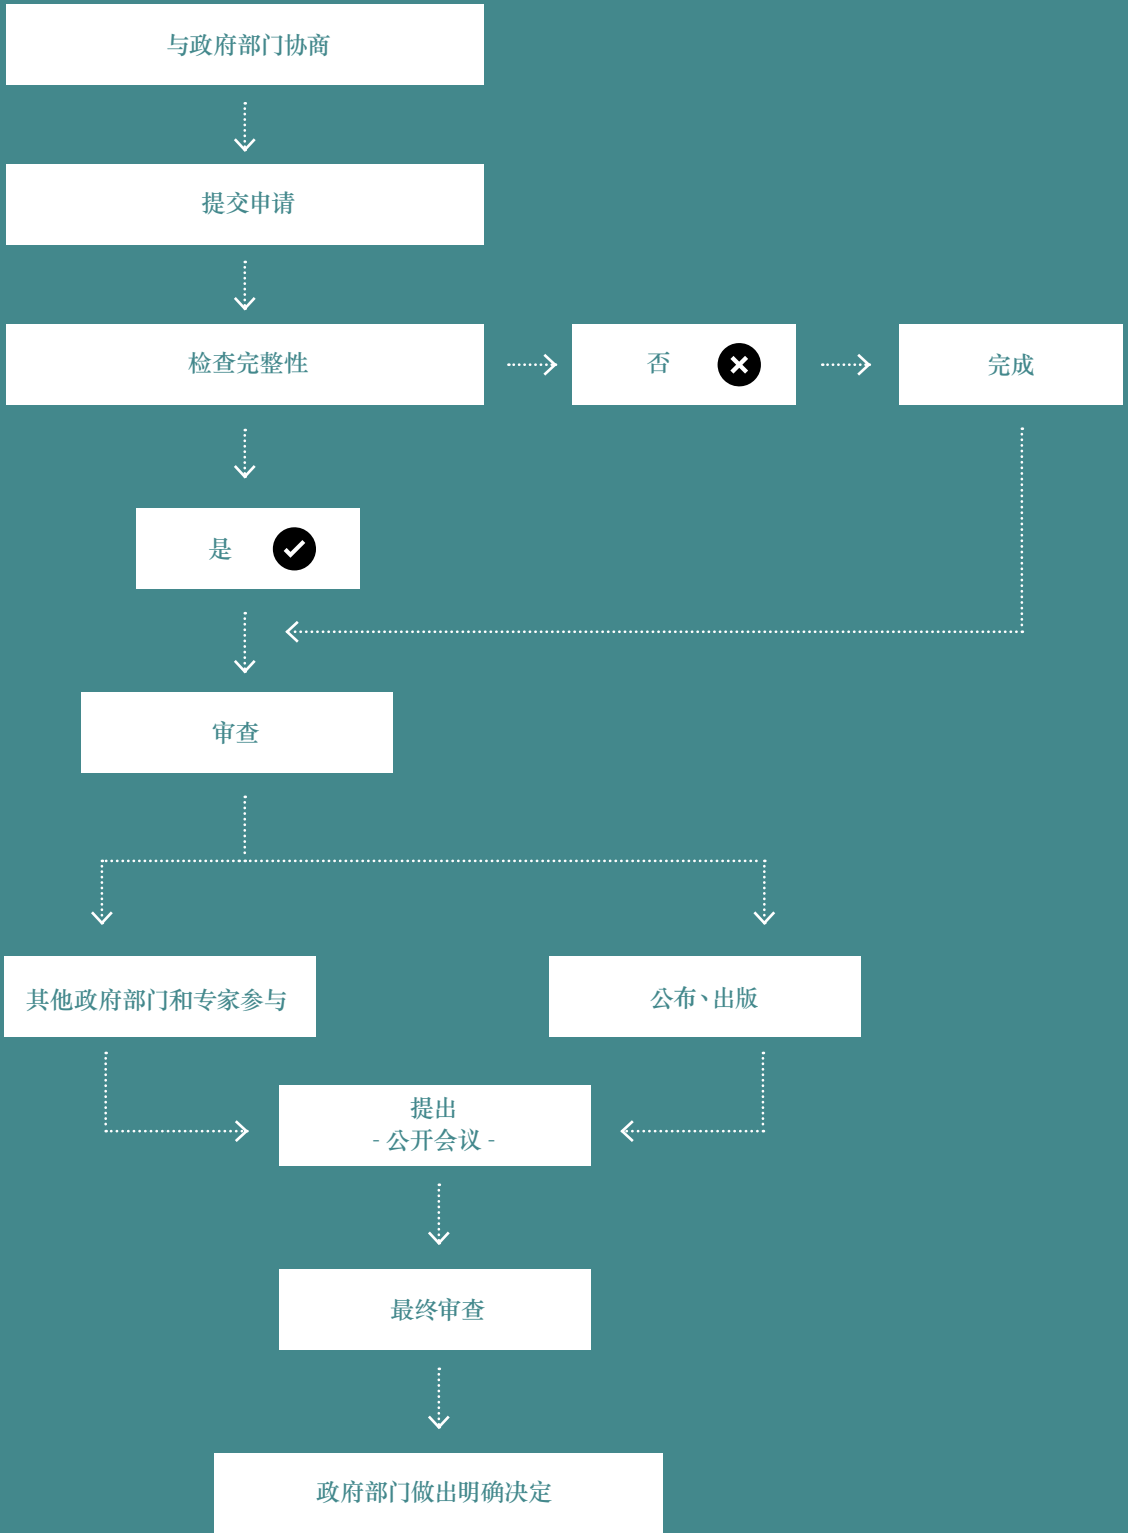 与政府部门协商
提交申请
检查完整性
否
完成
是
审查
其他政府部门和专家参与
公布、出版
提出
- 公开会议 -
最终审查
政府部门做出明确决定